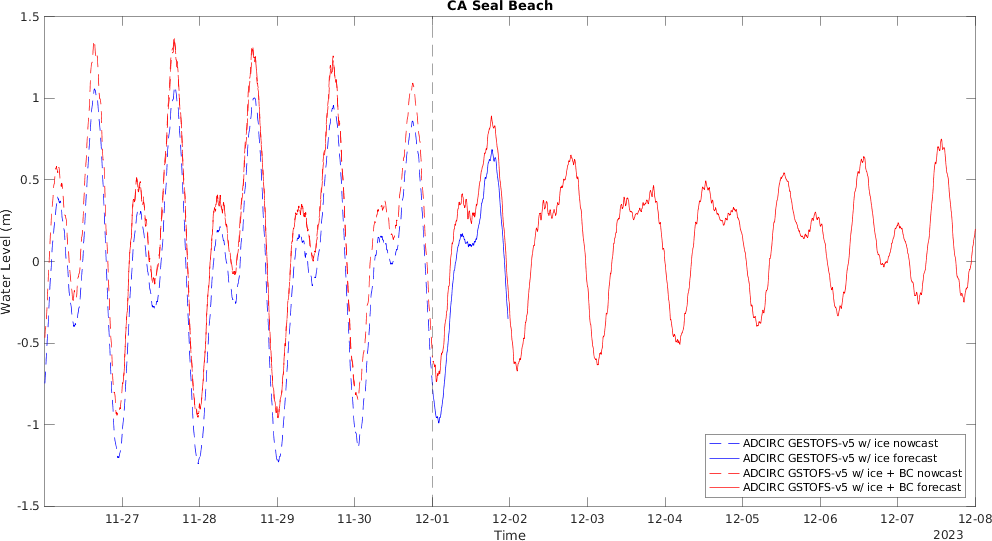 CA Seal Beach
1.5
1
0.5
0
-0.5
-1
-1.5
Water Level (m)
11-27 11-28 11-29 11-30 12-01 12-02 12-03 12-04 12-05 12-06 12-07 12-08
Time
2023
ADCIRC GESTOFS-v5 w/ ice nowcast
ADCIRC GESTOFS-v5 w/ ice forecast
ADCIRC GSTOFS-v5 w/ ice + BC nowcast
ADCIRC GSTOFS-v5 w/ ice + BC forecast